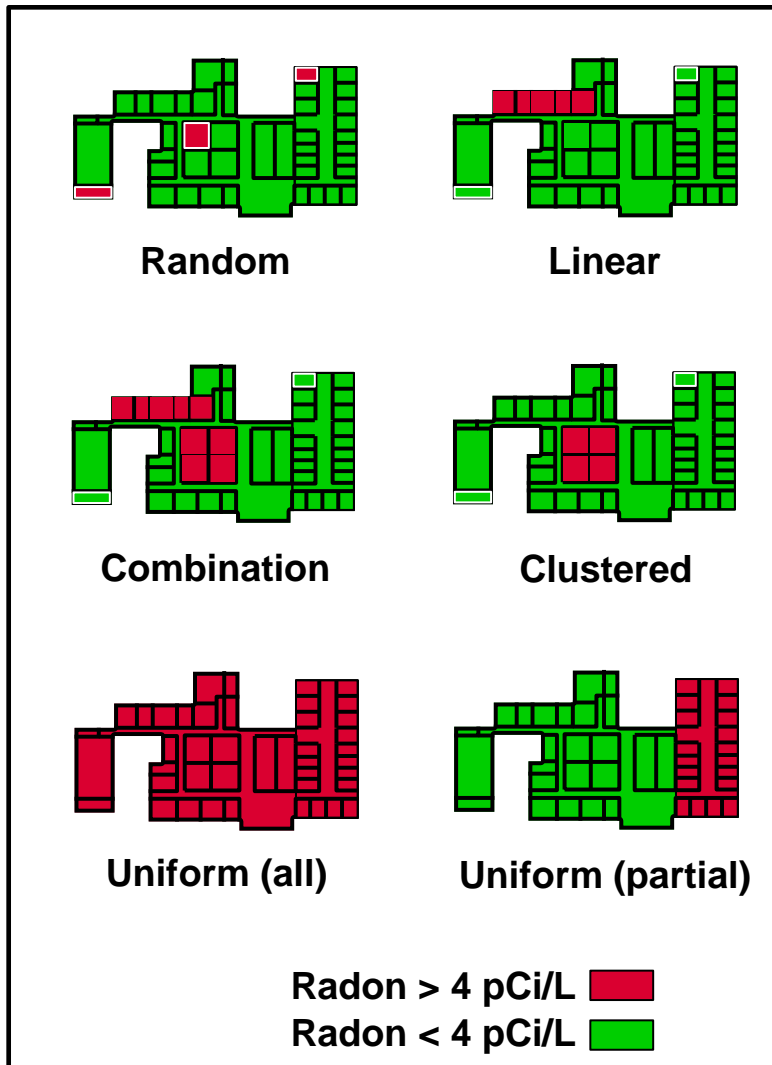 Random
Linear
Combination
Clustered
Uniform (all)
Uniform (partial)
Radon > 4 pCi/L
Radon < 4 pCi/L